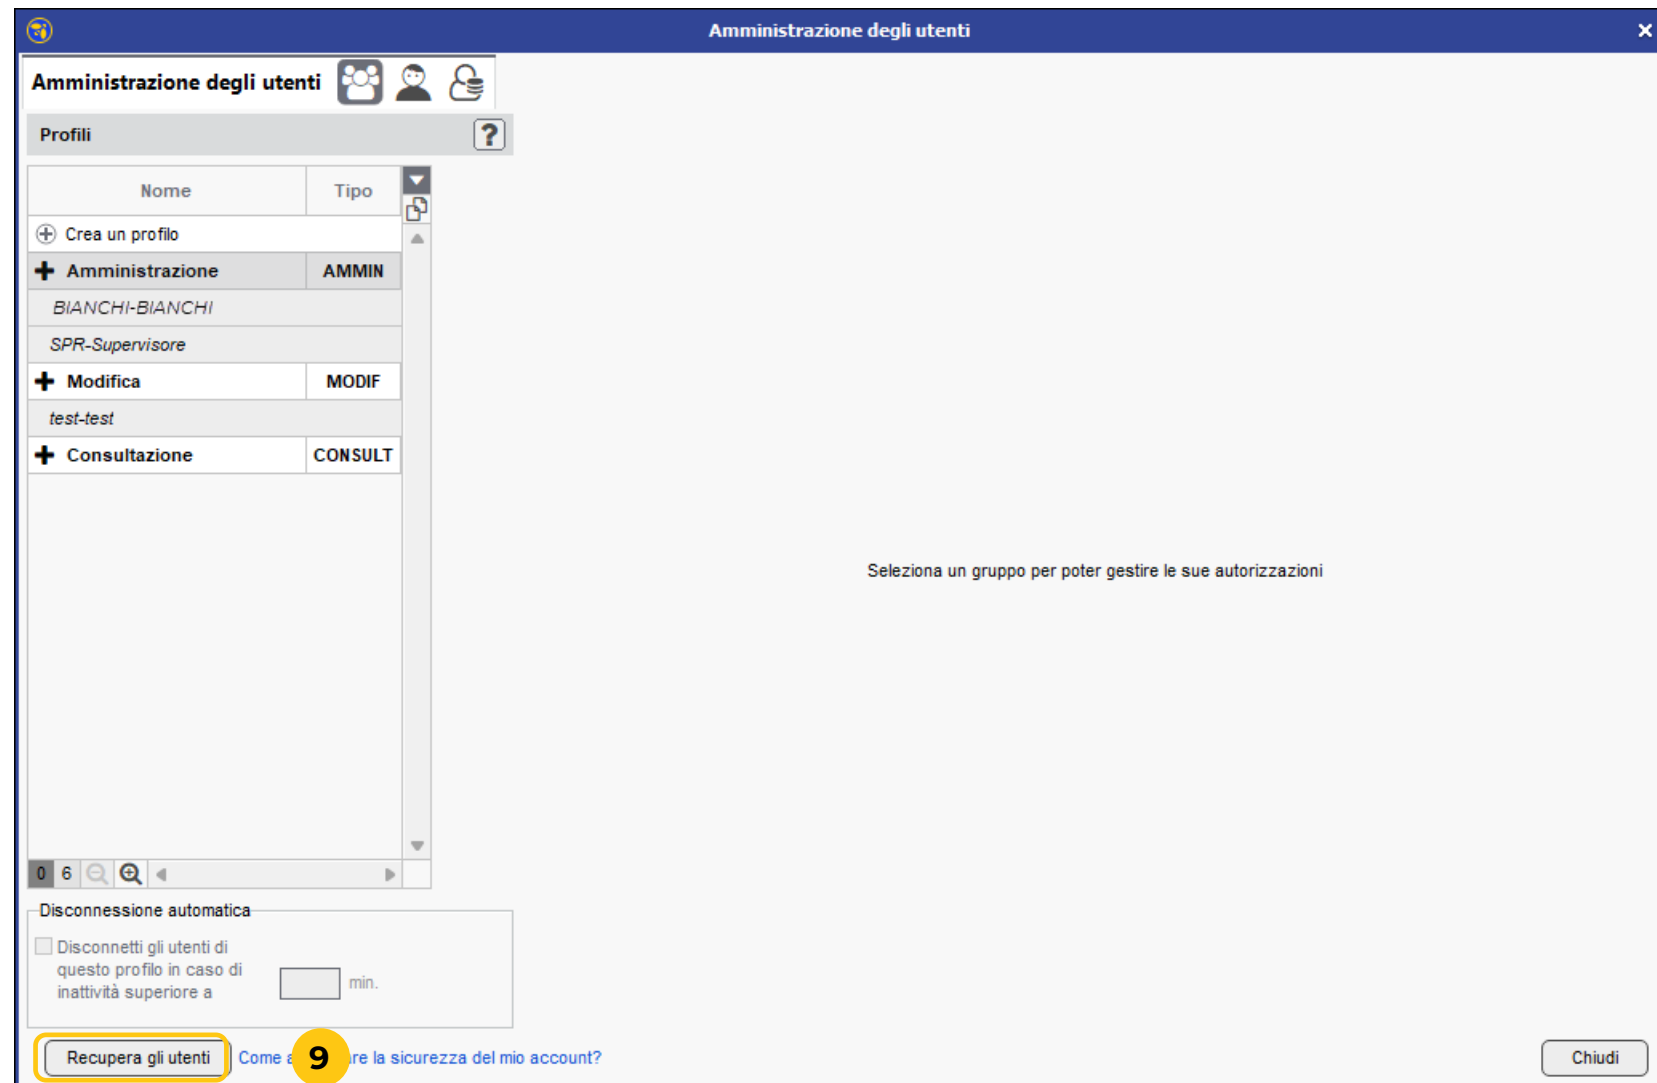 Amministrazione degli utenti
Amministrazione degli utenti
Profili ?
Nome Tipo
Crea un profilo
Amministrazione AMMIN
BIANCHI-BIANCHI
SPR-Supervisore
Modifica MODIF
test-test
Consultazione CONSULT
Seleziona un gruppo per poter gestire le sue autorizzazioni
0 6
Disconnessione automatica
Disconnetti gli utenti di
questo profilo in caso di
inattività superiore a
min.
Recupera gli utenti
Come
9
la sicurezza del mio account?
Chiudi